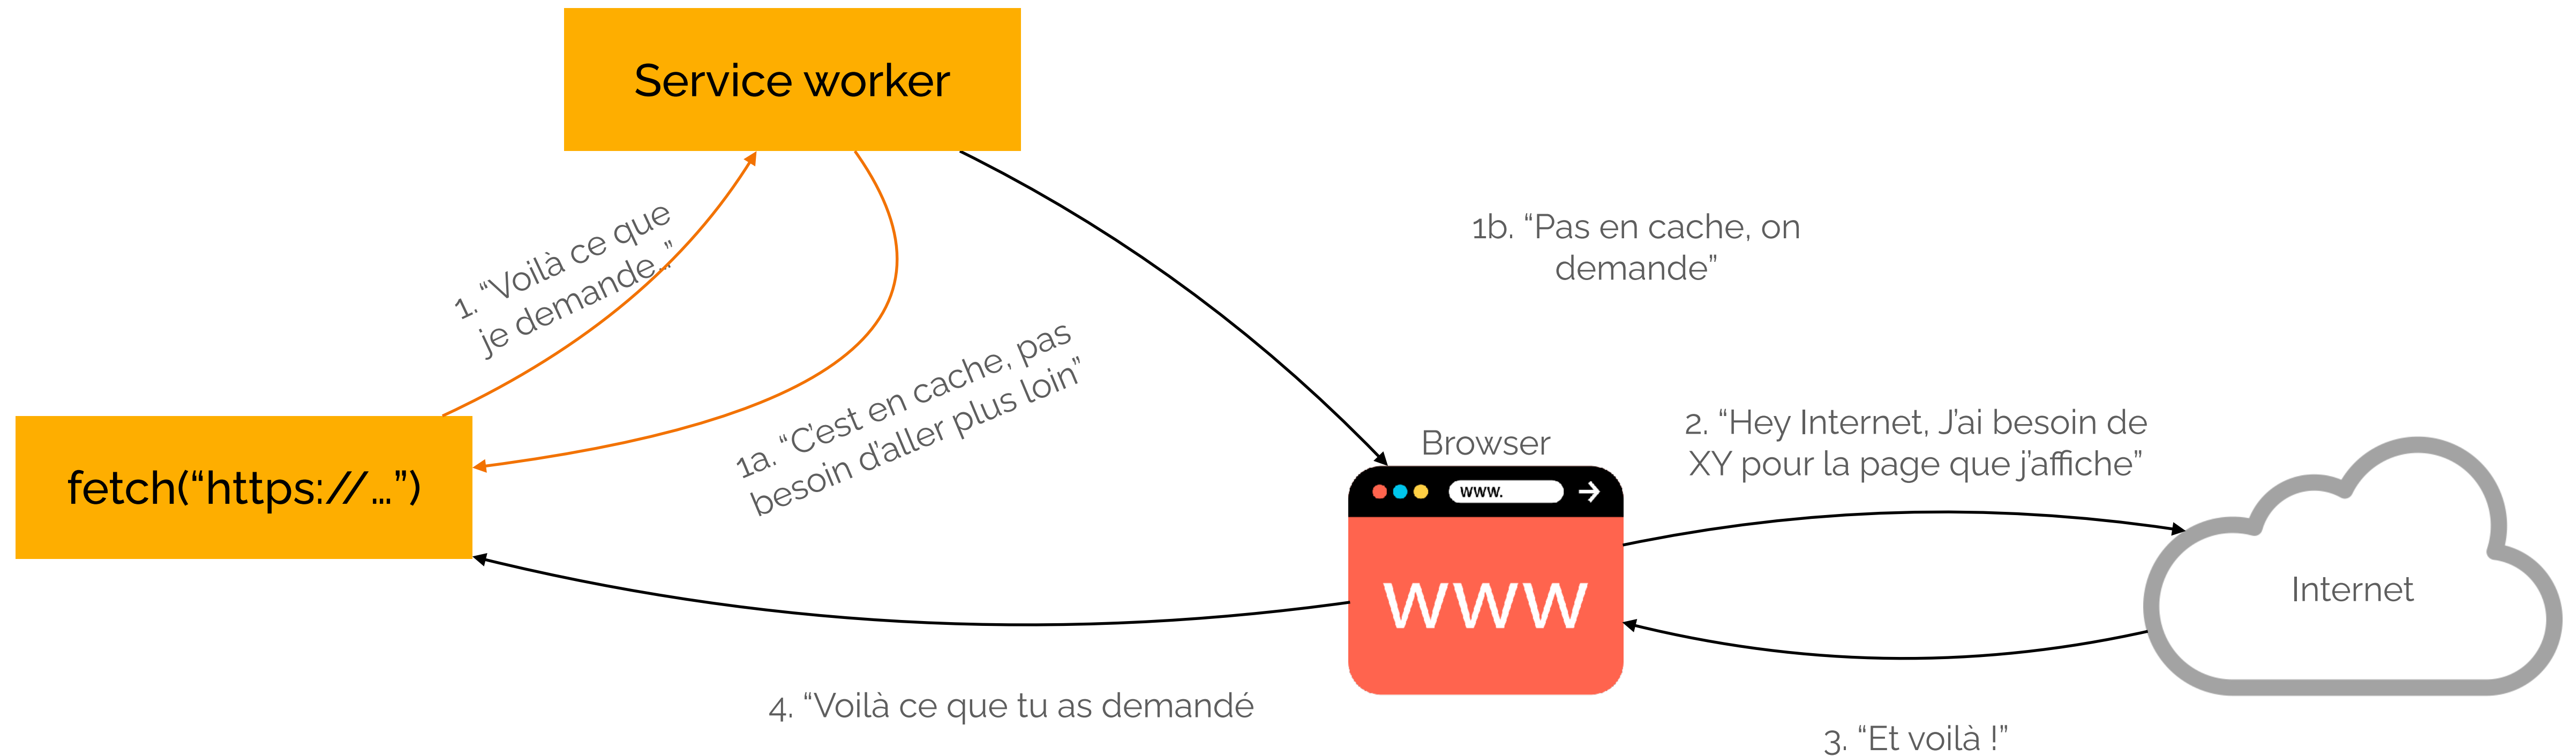 Service worker
1. “Voilà ce que
je demande…”
1b. “Pas en cache, on
demande”
1a. “C’est en cache, pas
besoin d’aller plus loin”
fetch(“https://…”)
Browser
www.
www
2. “Hey Internet, J’ai besoin de
XY pour la page que j’affiche”
Internet
4. “Voilà ce que tu as demandé
3. “Et voilà !”